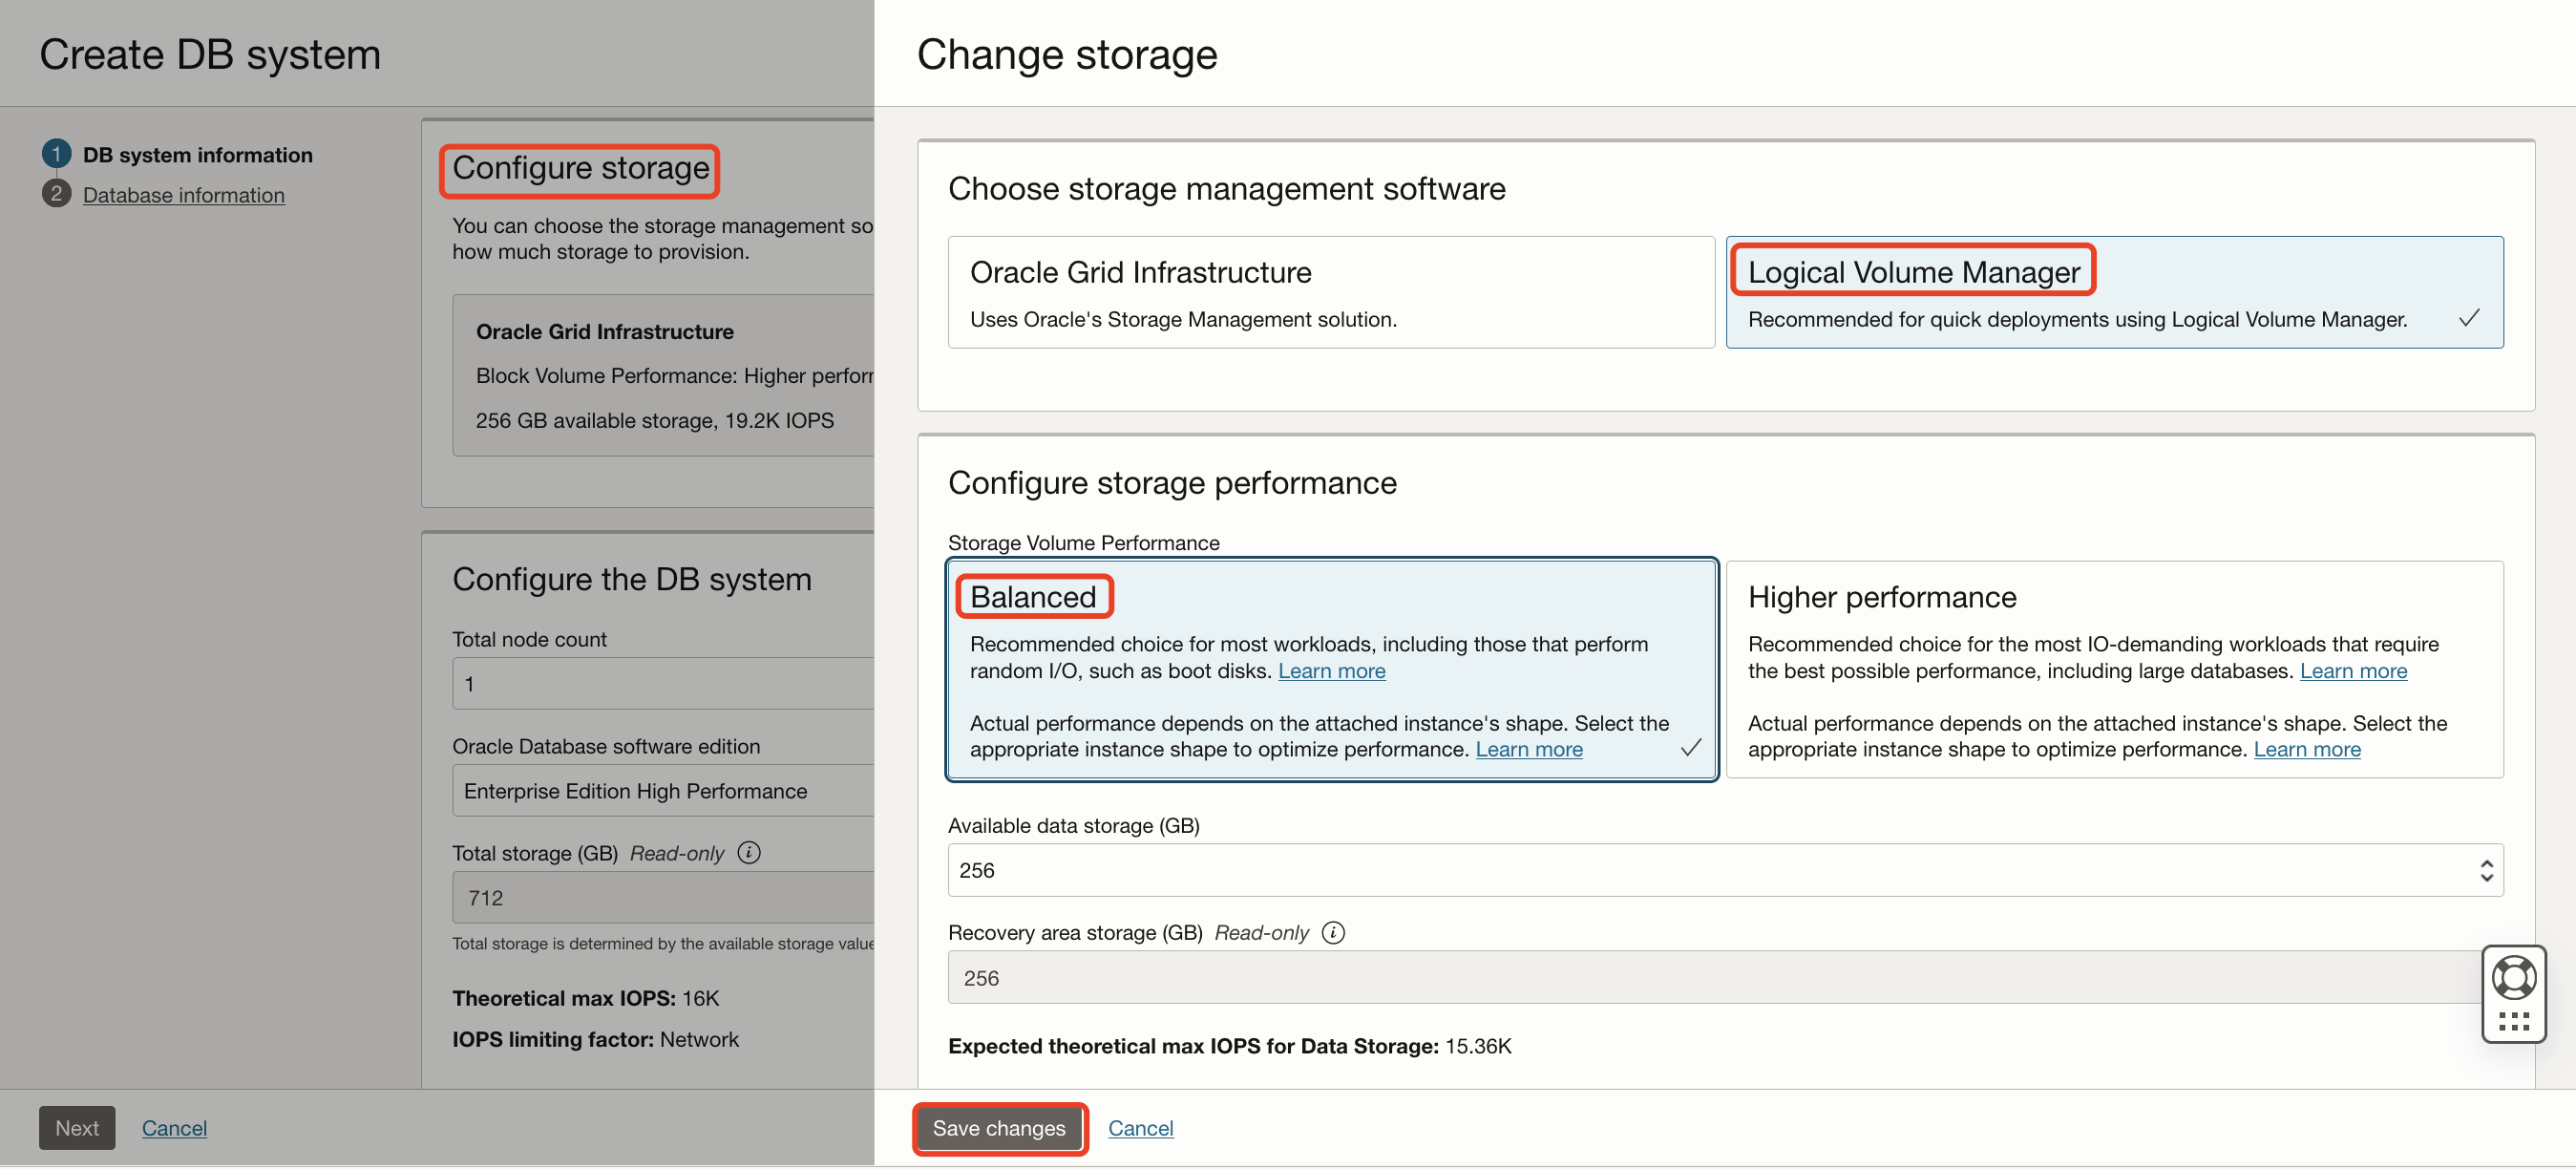 Create DB system
1 DB system information
2 Database information
Configure storage
You can choose the storage management so
how much storage to provision.
Oracle Grid Infrastructure
Block Volume Performance: Higher perfor
256 GB available storage, 19.2K IOPS
Configure the DB system
Total node count
1
Oracle Database software edition
Enterprise Edition High Performance
Total storage (GB) Read-only
712
Total storage is determined by the available storage value
Theoretical max IOPS: 16K
IOPS limiting factor: Network
Next Cancel
Change storage
Choose storage management software
Oracle Grid Infrastructure
Uses Oracle's Storage Management solution.
Logical Volume Manager
Recommended for quick deployments using Logical Volume Manager.
Configure storage performance
Storage Volume Performance
Balanced
Recommended choice for most workloads, including those that perform
random I/O, such as boot disks. Learn more
Actual performance depends on the attached instance's shape. Select the
appropriate instance shape to optimize performance. Learn more
Higher performance
Recommended choice for the most IO-demanding workloads that require
the best possible performance, including large databases. Learn more
Actual performance depends on the attached instance's shape. Select the
appropriate instance shape to optimize performance. Learn more
Available data storage (GB)
256
Recovery area storage (GB) Read-only
256
Expected theoretical max IOPS for Data Storage: 15.36K
Save changes Cancel